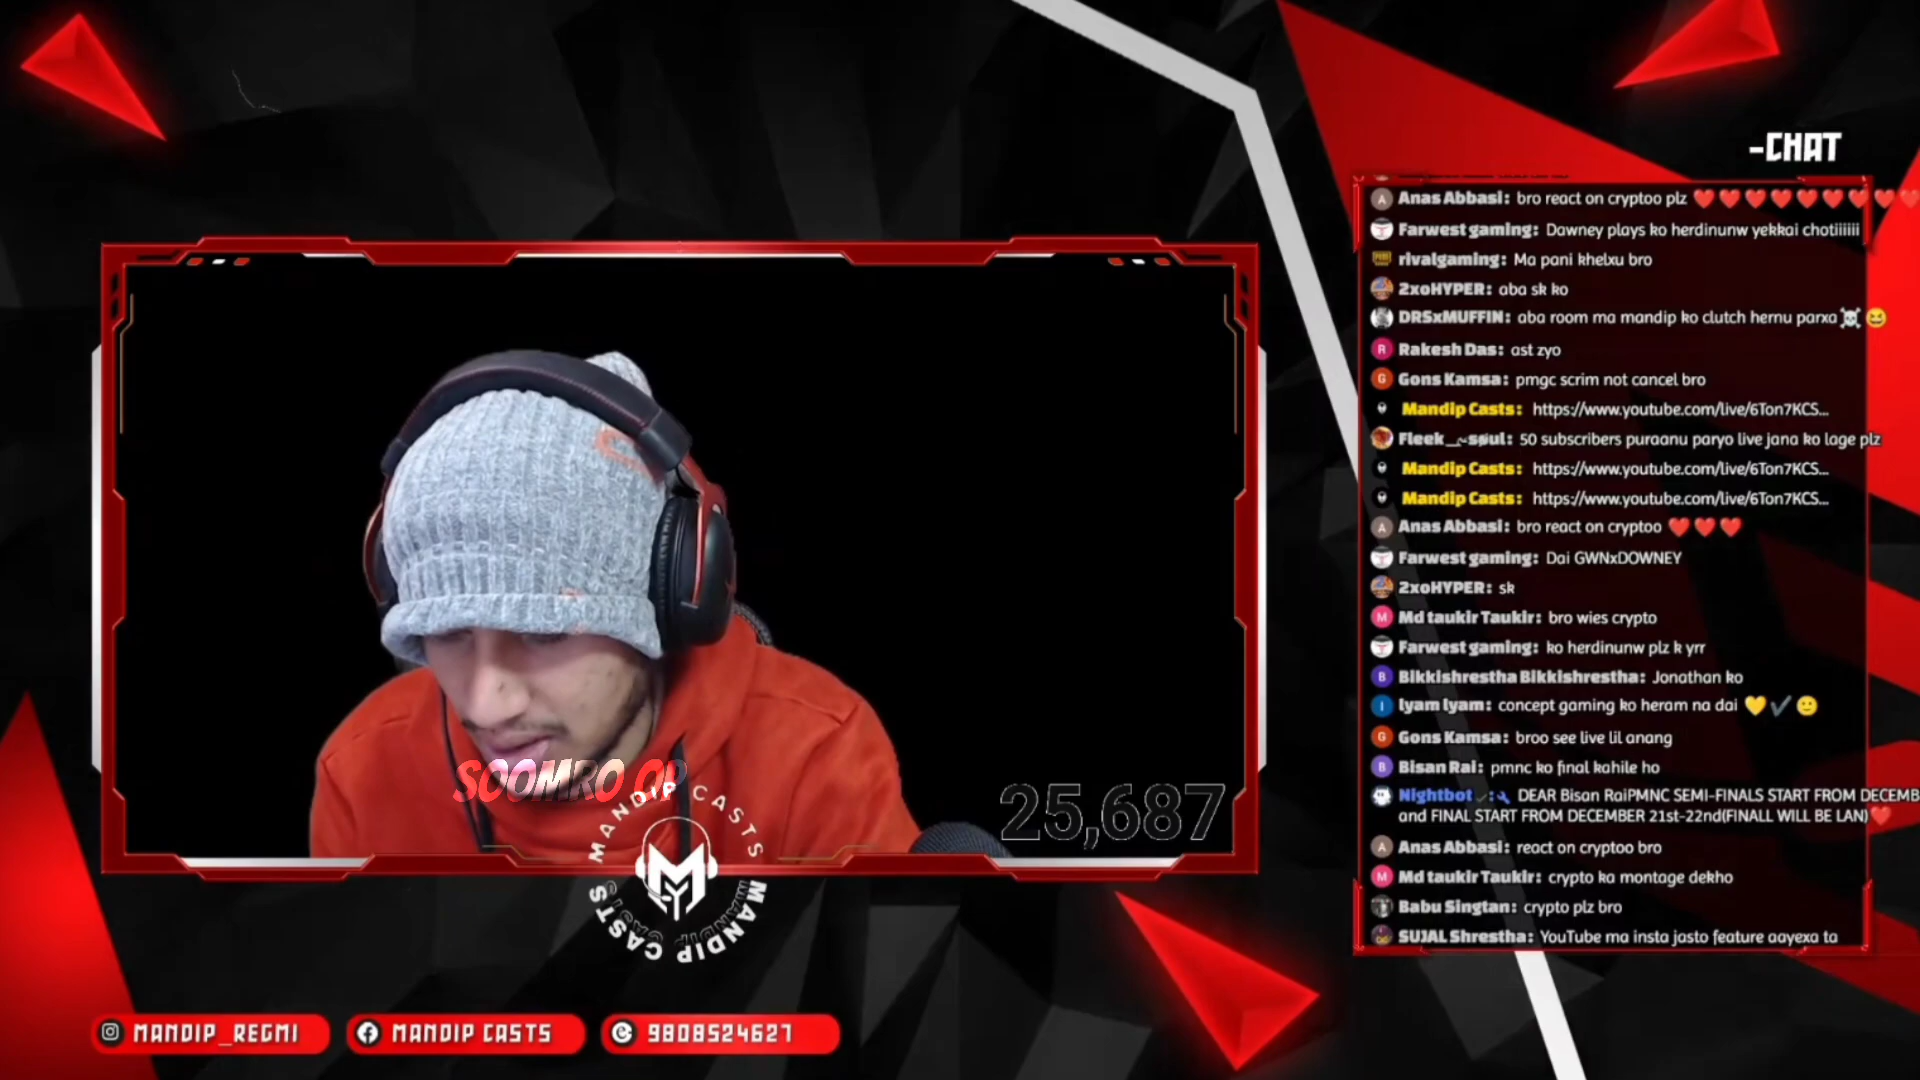 -CHAT
Anas Abbasi: bro react on cryptoo plz ❤️❤️❤️❤️❤️❤️❤️❤️❤️
Farwest gaming: Dawney plays ko herdinunw yekkai chotiiiiii
rivalgaming: Ma pani khelxu bro
2xoHYPER: aba sk ko
DRSxMUFFIN: aba room ma mandip ko clutch hernu parxa☠️😆
Rakesh Das: ast zyo
Gons Kamsa: pmgc scrim not cancel bro
Mandip Casts: https://www.youtube.com/live/6Ton7KCS...
Fleek_~søul: 50 subscribers puraanu paryo live jana ko lage plz
Mandip Casts: https://www.youtube.com/live/6Ton7KCS...
Mandip Casts: https://www.youtube.com/live/6Ton7KCS...
Anas Abbasi: bro react on cryptoo ❤️❤️❤️
Farwest gaming: Dai GWNxDOWNEY
2xoHYPER: sk
Md taukir Taukir: bro wies crypto
Farwest gaming: ko herdinunw plz k yrr
Bikkishrestha Bikkishrestha: Jonathan ko
Iyam Iyam: concept gaming ko heram na dai 💛✔️🙂
Gons Kamsa: broo see live lil anang
Bisan Rai: pmnc ko final kahile ho
Nightbot: DEAR Bisan RaiPMNC SEMI-FINALS START FROM DECEMB
and FINAL START FROM DECEMBER 21st-22nd(FINALL WILL BE LAN)❤️
Anas Abbasi: react on cryptoo bro
Md taukir Taukir: crypto ka montage dekho
Babu Singtan: crypto plz bro
SUJAL Shrestha: YouTube ma insta jasto feature aayexa ta
SOOMRO OP
25,687
MANDIP CASTS MANDIP CASTS
MANDIP_REGMI
MANDIP CASTS
9808524627